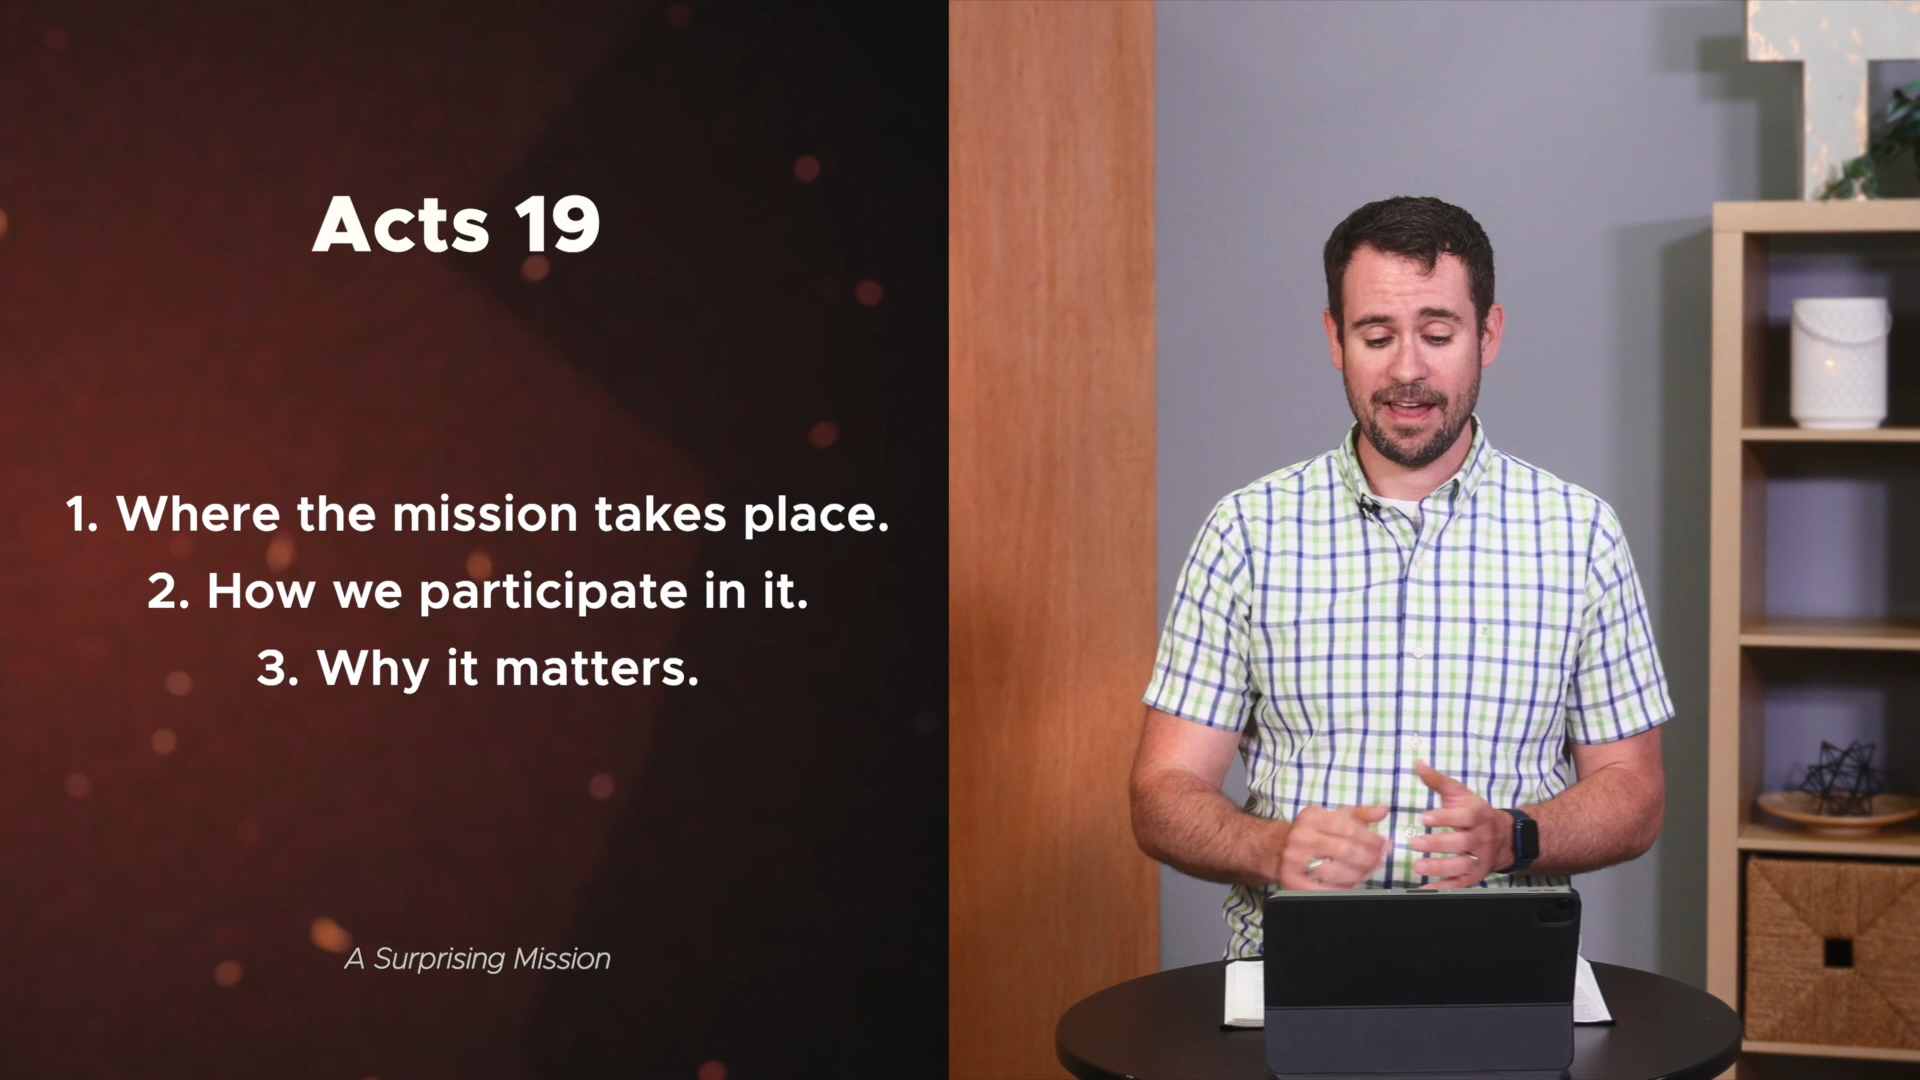 Acts 19
1. Where the mission takes place.
2. How we participate in it.
3. Why it matters.
A Surprising Mission